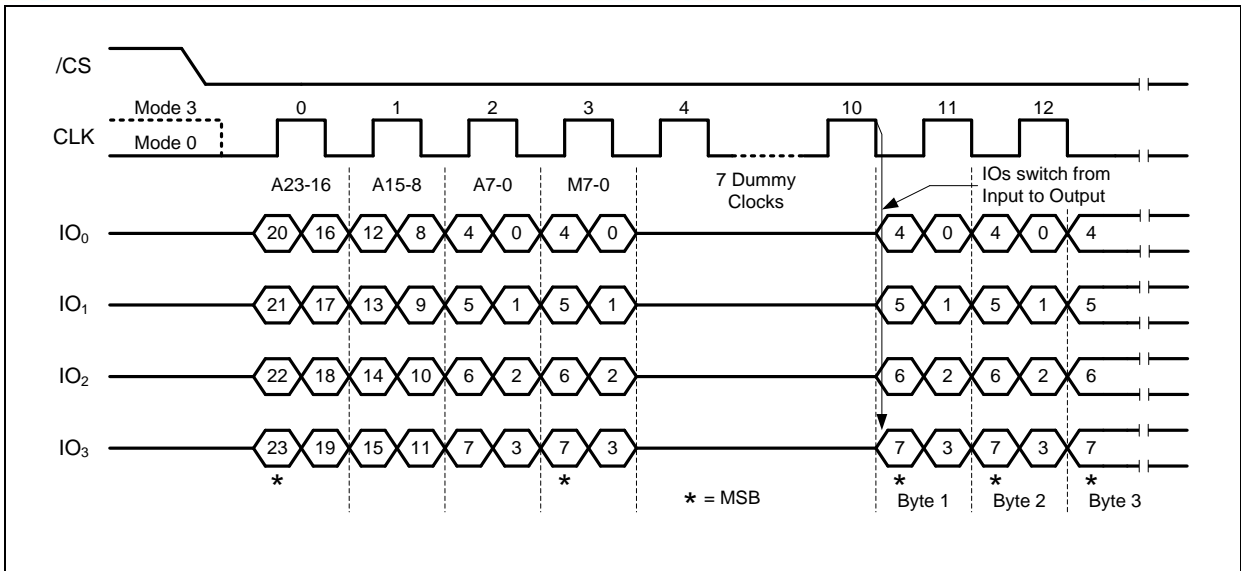 /CS
Mode 3 0 1 2 3 4 10 11 12
CLK Mode 0
A23-16 A15-8 A7-0 M7-0 7 Dummy Clocks IOs switch from Input to Output
IO0 20 16 12 8 4 0 4 0 4 0 4 0 4
IO1 21 17 13 9 5 1 5 1 5 1 5 1 5
IO2 22 18 14 10 6 2 6 2 6 2 6 2 6
IO3 23 19 15 11 7 3 7 3 7 3 7 3 7
* * * * *
* = MSB Byte 1 Byte 2 Byte 3